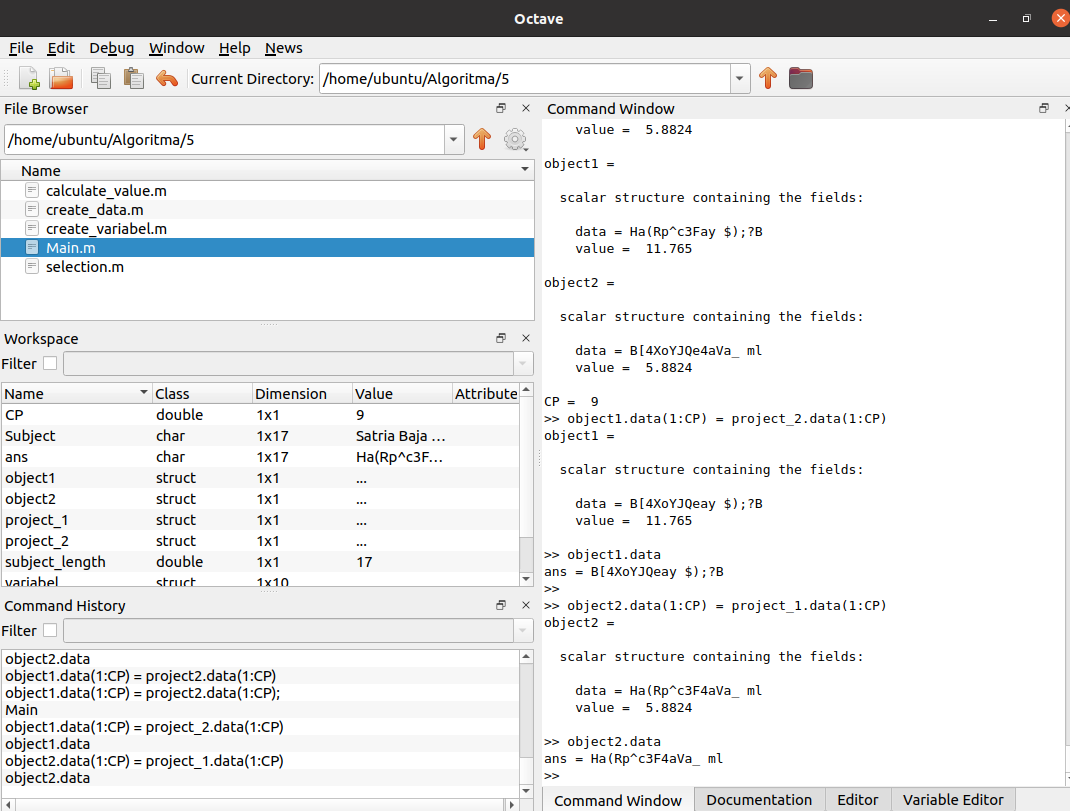 Octave
File Edit Debug Window Help News
Current Directory: /home/ubuntu/Algoritma/5
File Browser
/home/ubuntu/Algoritma/5
Name
calculate_value.m
create_data.m
create_variabel.m
Main.m
selection.m
Workspace
Filter
Name Class Dimension Value Attribute
CP double 1x1 9
Subject char 1x17 Satria Baja ...
ans char 1x17 Ha(Rp^c3F...
object1 struct 1x1 ...
object2 struct 1x1 ...
project_1 struct 1x1 ...
project_2 struct 1x1 ...
subject_length double 1x1 17
variabel struct 1x10
Command History
Filter
object2.data
object1.data(1:CP) = project2.data(1:CP)
object1.data(1:CP) = project2.data(1:CP);
Main
object1.data(1:CP) = project_2.data(1:CP)
object1.data
object2.data(1:CP) = project_1.data(1:CP)
object2.data
Command Window
value =  5.8824
object1 =
scalar structure containing the fields:
data = Ha(Rp^c3Fay $);?B
value =  11.765
object2 =
scalar structure containing the fields:
data = B[4XoYJQe4aVa_ ml
value =  5.8824
CP =  9
>> object1.data(1:CP) = project_2.data(1:CP)
object1 =
scalar structure containing the fields:
data = B[4XoYJQeay $);?B
value =  11.765
>> object1.data
ans = B[4XoYJQeay $);?B
>>
>> object2.data(1:CP) = project_1.data(1:CP)
object2 =
scalar structure containing the fields:
data = Ha(Rp^c3F4aVa_ ml
value =  5.8824
>> object2.data
ans = Ha(Rp^c3F4aVa_ ml
>>
Command Window Documentation Editor Variable Editor